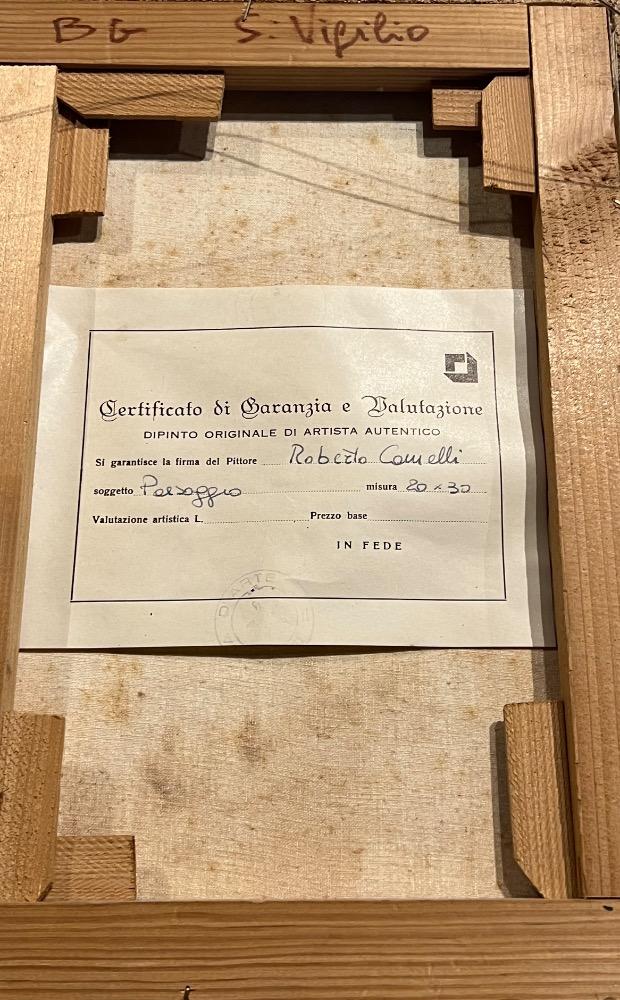 BG S. Vigilio
Certificato di Garanzia e Valutazione
DIPINTO ORIGINALE DI ARTISTA AUTENTICO
Si garantisce la firma del Pittore Roberto Comelli
soggetto Paesaggio misura 20 x 30
Valutazione artistica L. Prezzo base
IN FEDE
D'ARTE